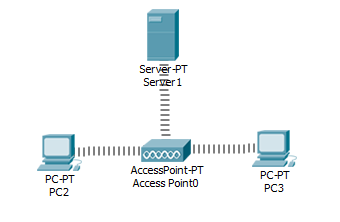 Server-PT
Server1
PC-PT
PC2
AccessPoint-PT
Access Point0
PC-PT
PC3